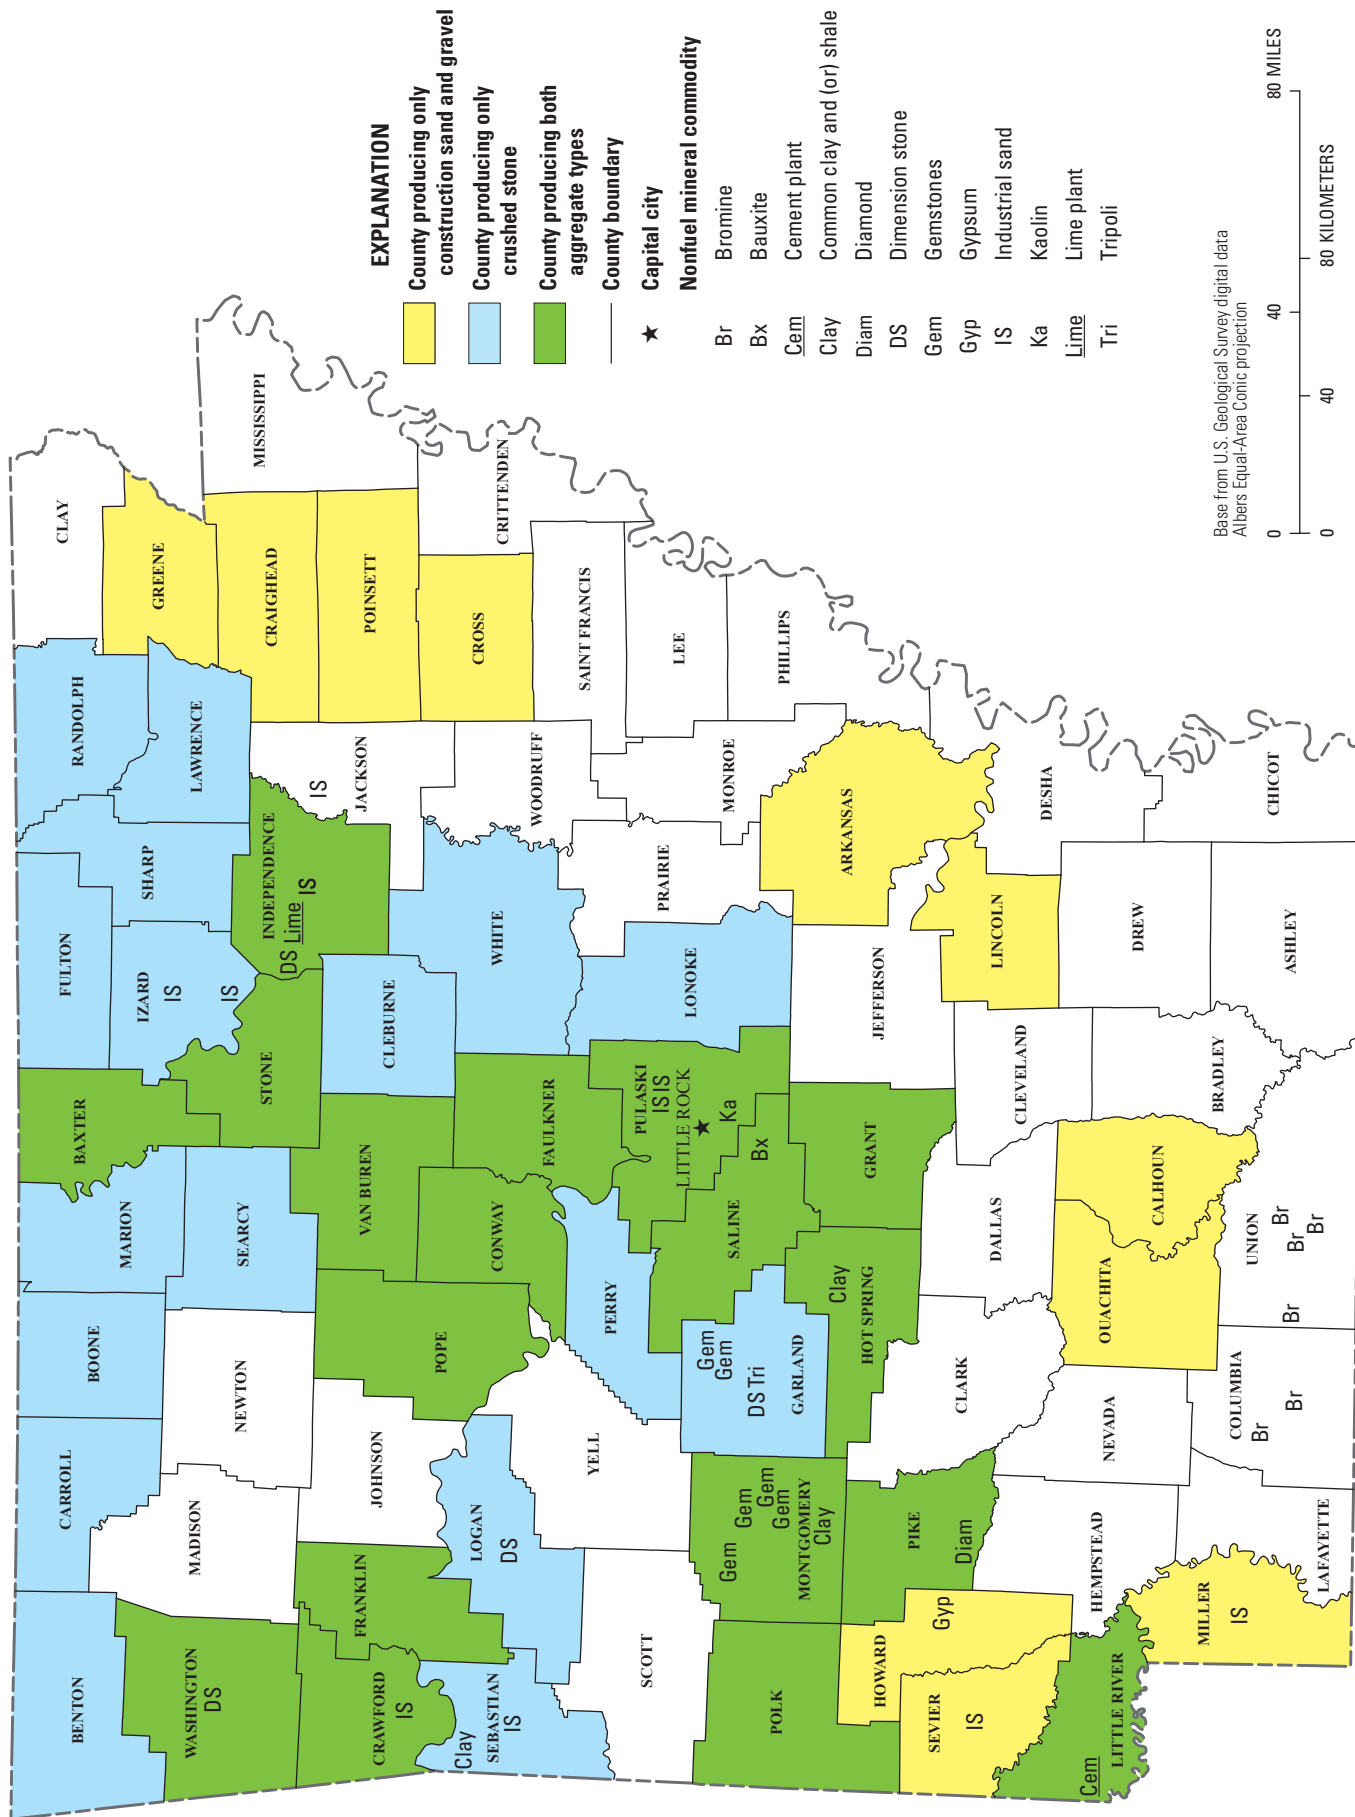 BENTON
CARROLL
BOONE
MARION
BAXTER
FULTON
RANDOLPH
CLAY
WASHINGTON
DS
MADISON
NEWTON
SEARCY
STONE
IZARD
IS
IS
SHARP
LAWRENCE
GREENE
CRAWFORD
IS
FRANKLIN
JOHNSON
POPE
VAN BUREN
CLEBURNE
INDEPENDENCE
DS Lime IS
JACKSON
IS
CRAIGHEAD
MISSISSIPPI
POINSETT
Clay
SEBASTIAN
IS
LOGAN
DS
CONWAY
FAULKNER
WHITE
WOODRUFF
CROSS
CRITTENDEN
SCOTT
YELL
PERRY
PULASKI
IS IS
LITTLE ROCK
Ka
LONOKE
PRAIRIE
MONROE
SAINT FRANCIS
LEE
PHILLIPS
POLK
Gem
Gem
Gem
Gem
MONTGOMERY
Clay
Gem
Gem
DS Tri
GARLAND
SALINE
Bx
HOWARD
Gyp
PIKE
Diam
CLARK
Clay
HOT SPRING
GRANT
JEFFERSON
ARKANSAS
SEVIER
IS
Cem
LITTLE RIVER
HEMPSTEAD
NEVADA
OUACHITA
DALLAS
CALHOUN
CLEVELAND
LINCOLN
DESHA
DREW
BRADLEY
MILLER
IS
LAFAYETTE
COLUMBIA
Br
Br
UNION
Br
Br
Br
Br
ASHLEY
CHICOT
EXPLANATION
County producing only
construction sand and gravel
County producing only
crushed stone
County producing both
aggregate types
County boundary
Capital city
Nonfuel mineral commodity
Br Bromine
Bx Bauxite
Cem Cement plant
Clay Common clay and (or) shale
Diam Diamond
DS Dimension stone
Gem Gemstones
Gyp Gypsum
IS Industrial sand
Ka Kaolin
Lime Lime plant
Tri Tripoli
Base from U.S. Geological Survey digital data
Albers Equal-Area Conic projection
0 40 80 MILES
0 40 80 KILOMETERS